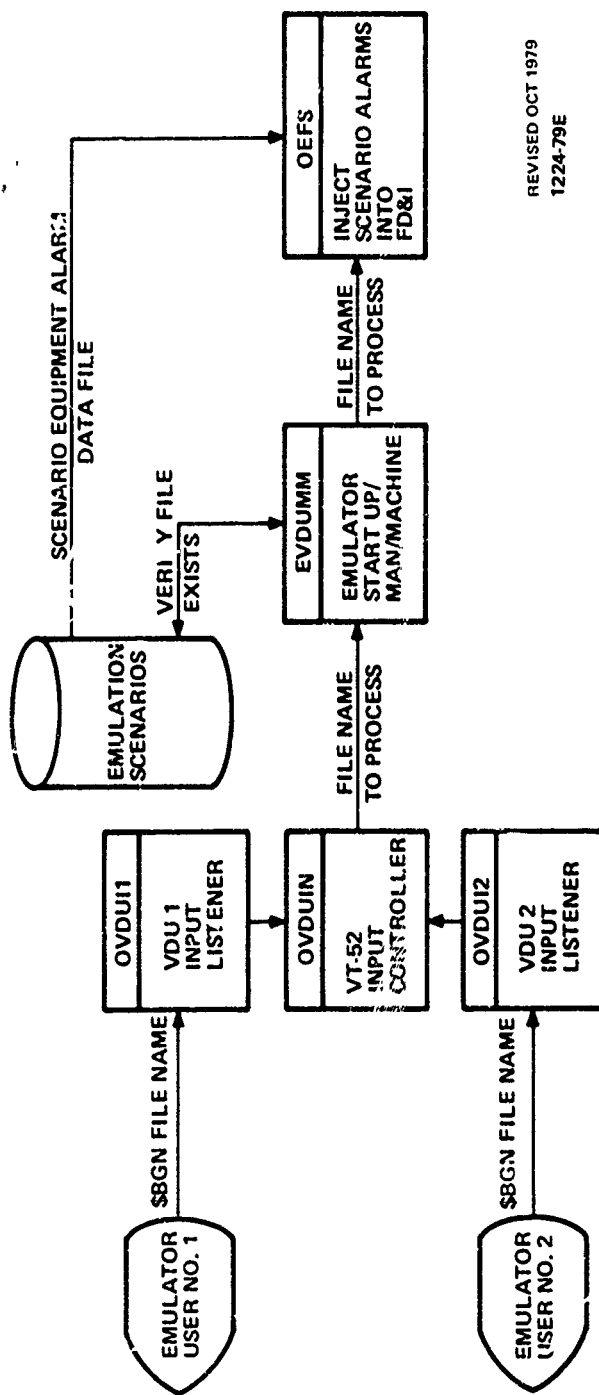 EMULATOR
USER NO. 1
$BGN FILE NAME
OVDUI1
VDU 1
INPUT
LISTENER
EMULATOR
USER NO. 2
$BGN FILE NAME
OVDUI2
VDU 2
INPUT
LISTENER
OVDUIN
VT-52
INPUT
CONTROLLER
FILE NAME
TO PROCESS
EMULATION
SCENARIOS
VERI Y FILE
EXISTS
SCENARIO EQUIPMENT ALARM
DATA FILE
EVDUMM
EMULATOR
START UP/
MAN/MACHINE
FILE NAME
TO PROCESS
OEFS
INJECT
SCENARIO ALARMS
INTO
FD&I
REVISED OCT 1979
1224-79E